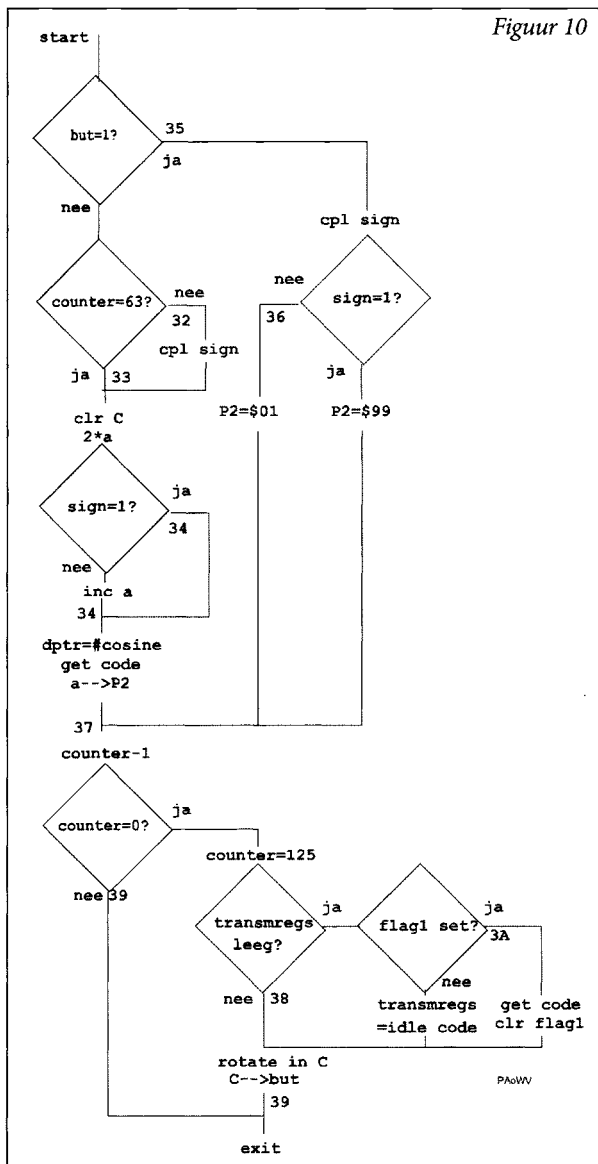 Figuur 10
start
but=1?
35
ja
nee
cpl sign
counter=63?
nee
32
cpl sign
ja 33
nee
36
sign=1?
ja
clr C
2*a
P2=$01
P2=$99
sign=1?
ja
34
nee
inc a
34
dptr=#cosine
get code
a-->P2
37
counter-1
counter=0?
ja
nee 39
counter=125
transmregs
leeg?
ja
flag1 set?
ja
3A
nee
nee 38
transmregs
=idle code
get code
clr flag1
rotate in C
C-->but
39
PAoWV
exit